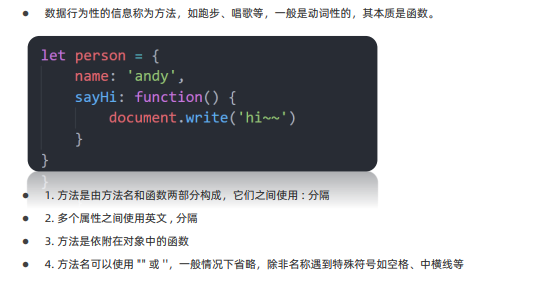 数据行为性的信息称为方法，如跑步、唱歌等，一般是动词性的，其本质是函数。
let person = {
name: 'andy',
sayHi: function() {
document.write('hi~~')
}
}
}
1. 方法是由方法名和函数两部分构成，它们之间使用 : 分隔
2. 多个属性之间使用英文 , 分隔
3. 方法是依附在对象中的函数
4. 方法名可以使用 "" 或 ''，一般情况下省略，除非名称遇到特殊符号如空格、中横线等